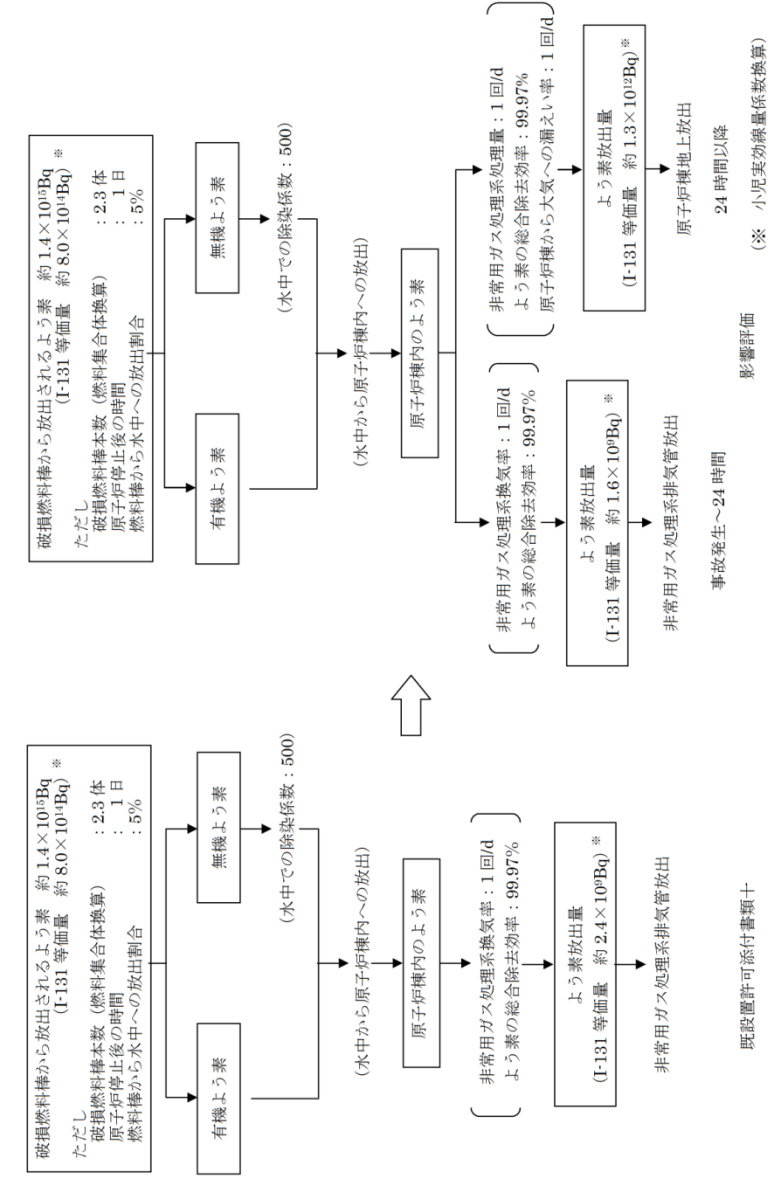 破損燃料棒から放出されるよう素 約 1.4×10¹⁵Bq
(I-131 等価量 約 8.0×10¹⁴Bq) ※
ただし
破損燃料棒本数 (燃料集合体換算) : 2.3 体
原子炉停止後の時間 : 1 日
燃料棒から水中への放出割合 : 5%
有機よう素
無機よう素
(水中での除染係数 : 500)
(水中から原子炉棟内への放出)
原子炉棟内のよう素
非常用ガス処理系換気率 : 1 回/d
よう素の総合除去効率 : 99.97%
よう素放出量
(I-131 等価量 約 2.4×10⁹Bq) ※
非常用ガス処理系排気管放出
既設置許可添付書類十
破損燃料棒から放出されるよう素 約 1.4×10¹⁵Bq
(I-131 等価量 約 8.0×10¹⁴Bq) ※
ただし
破損燃料棒本数 (燃料集合体換算) : 2.3 体
原子炉停止後の時間 : 1 日
燃料棒から水中への放出割合 : 5%
有機よう素
無機よう素
(水中での除染係数 : 500)
(水中から原子炉棟内への放出)
原子炉棟内のよう素
非常用ガス処理系換気率 : 1 回/d
よう素の総合除去効率 : 99.97%
よう素放出量
(I-131 等価量 約 1.6×10⁹Bq) ※
非常用ガス処理系排気管放出
事故発生～24 時間
非常用ガス処理系処理量 : 1 回/d
よう素の総合除去効率 : 99.97%
原子炉棟から大気への漏えい率 : 1 回/d
よう素放出量
(I-131 等価量 約 1.3×10¹²Bq) ※
原子炉棟地上放出
24 時間以降
影響評価
(※ 小児実効線量係数換算)